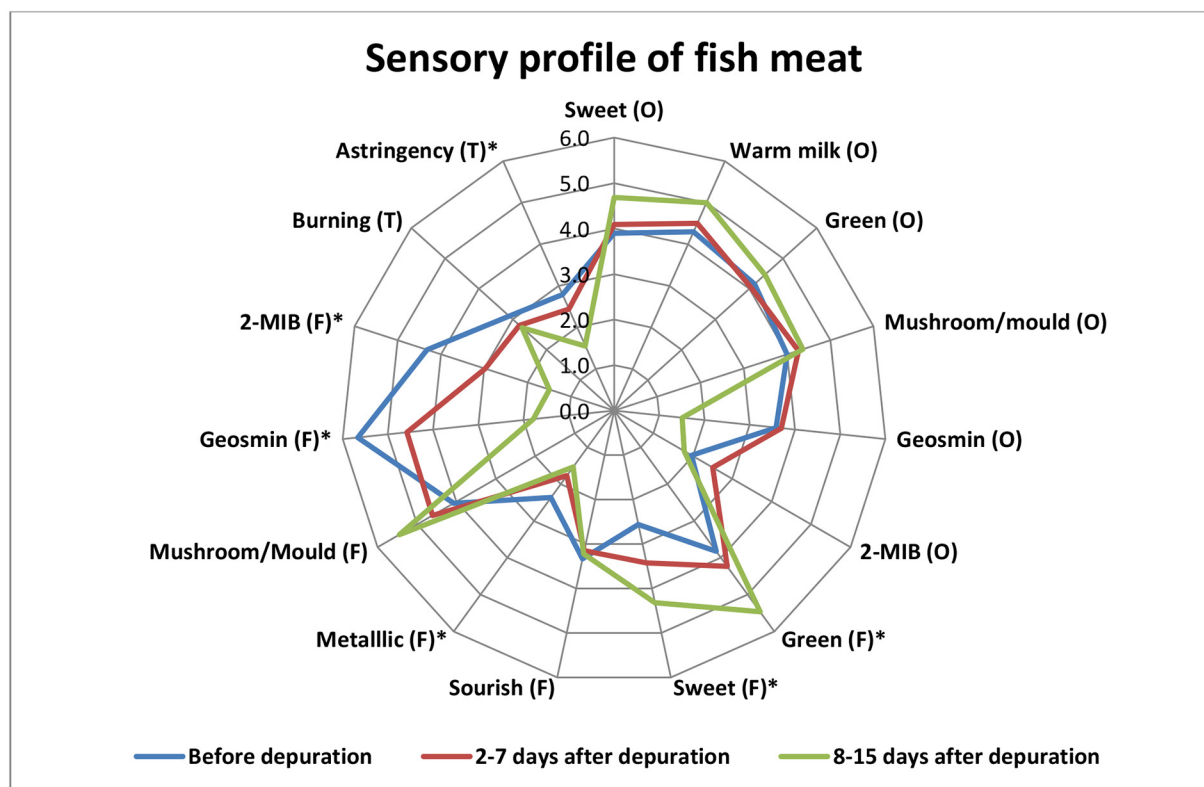 Sensory profile of fish meat
Sweet (O)
Warm milk (O)
Green (O)
Mushroom/mould (O)
Geosmin (O)
2-MIB (O)
Green (F)*
Sweet (F)*
Sourish (F)
Metalllic (F)*
Mushroom/Mould (F)
Geosmin (F)*
2-MIB (F)*
Burning (T)
Astringency (T)*
6.0
5.0
4.0
3.0
2.0
1.0
0.0
Before depuration
2-7 days after depuration
8-15 days after depuration